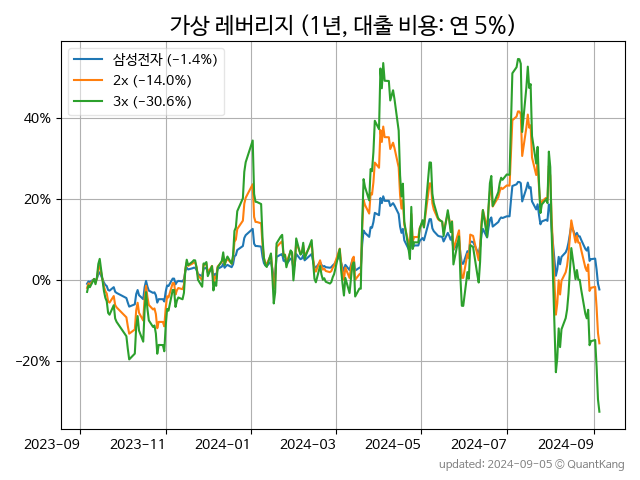 가상 레버리지 (1년, 대출 비용: 연 5%)
삼성전자 (−1.4%)
2x (−14.0%)
3x (−30.6%)
40%
20%
0%
−20%
2023-09 2023-11 2024-01 2024-03 2024-05 2024-07 2024-09
updated: 2024-09-05 © QuantKang